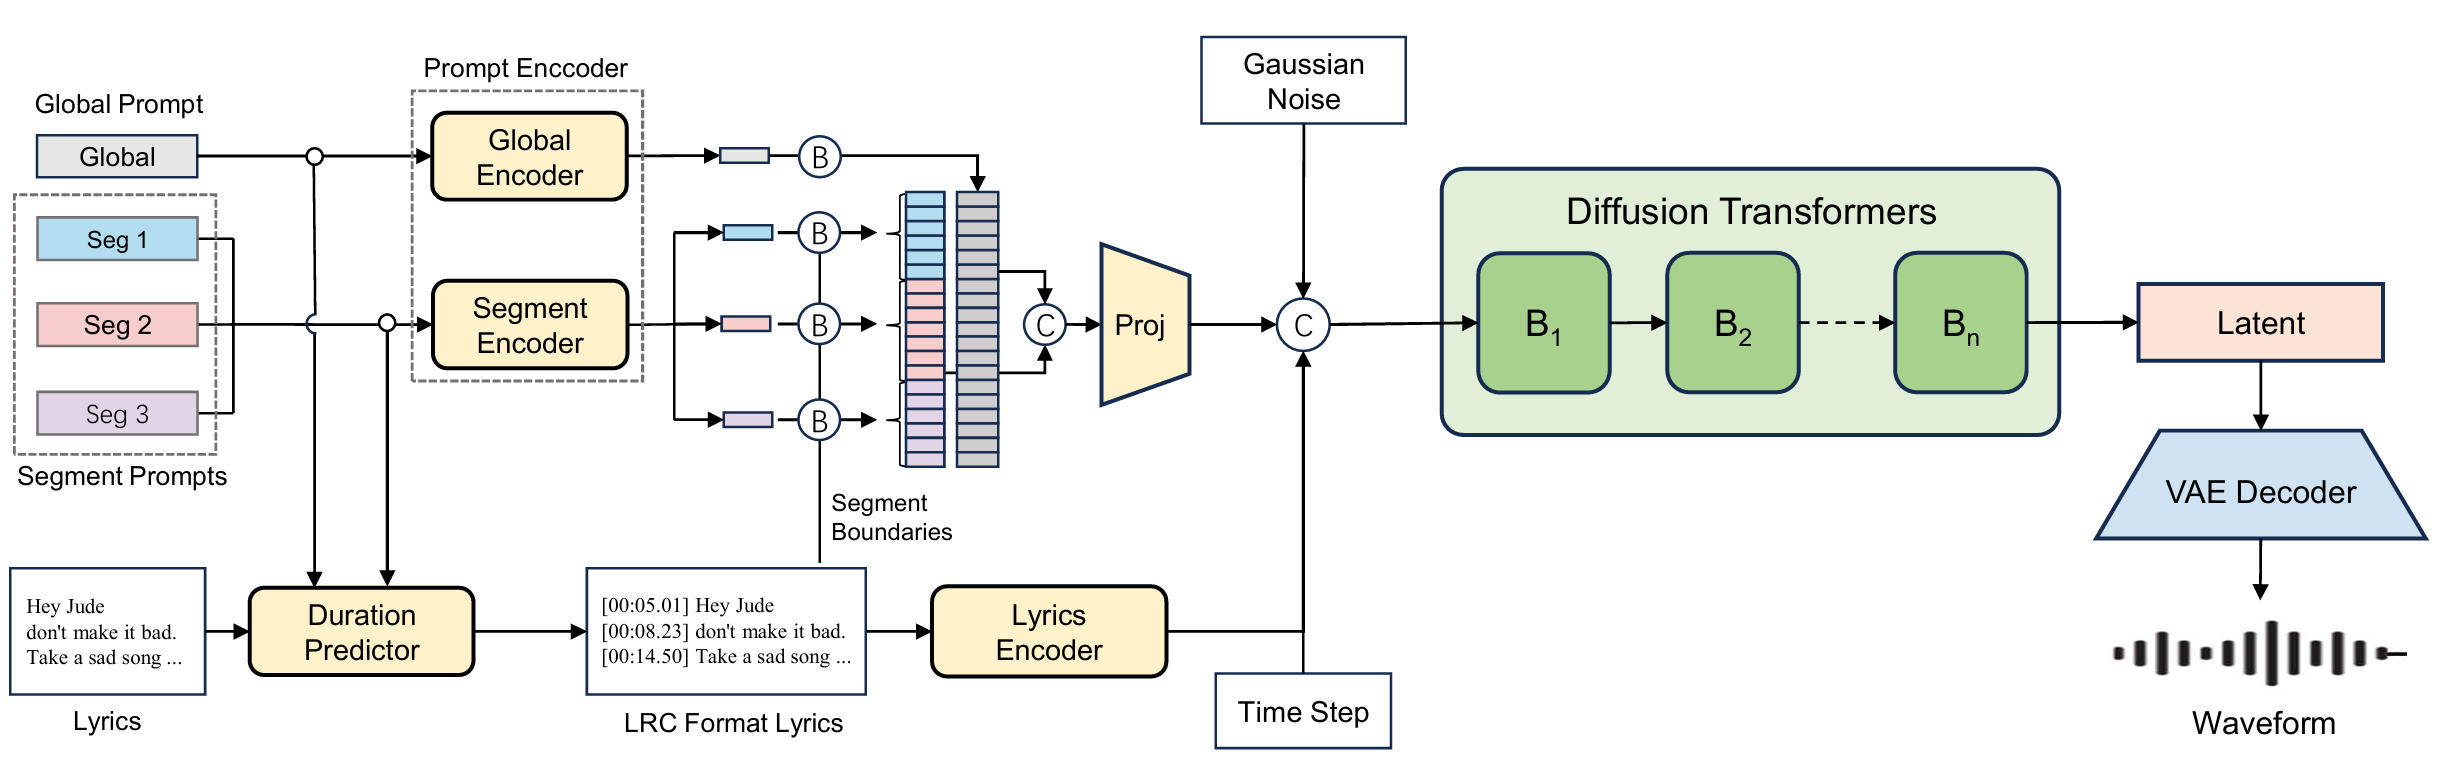 Prompt Enccoder
Global Prompt
Global
Global
Encoder
B
Seg 1
Seg 2
Seg 3
Segment Prompts
Segment
Encoder
B
B
B
Segment
Boundaries
C
Proj
Gaussian
Noise
C
Diffusion Transformers
B1
B2
Bn
Latent
VAE Decoder
Waveform
Hey Jude
don't make it bad.
Take a sad song ...
Lyrics
Duration
Predictor
[00:05.01] Hey Jude
[00:08.23] don't make it bad.
[00:14.50] Take a sad song ...
LRC Format Lyrics
Lyrics
Encoder
Time Step